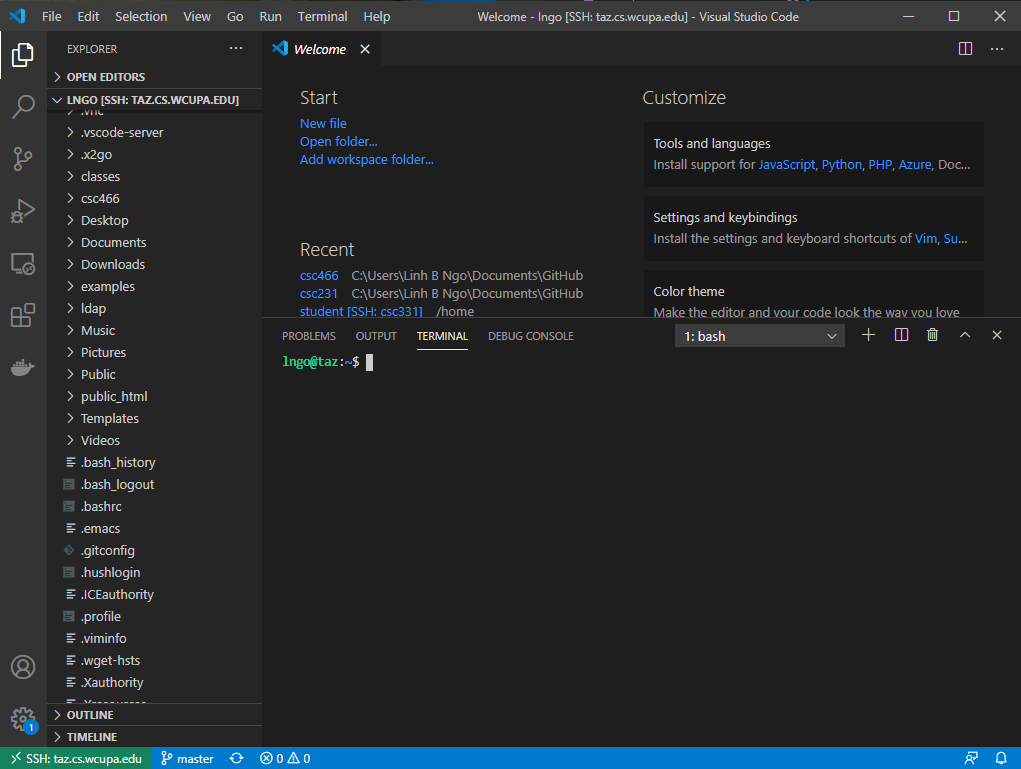 File Edit Selection View Go Run Terminal Help Welcome - lngo [SSH: taz.cs.wcupa.edu] - Visual Studio Code
EXPLORER
OPEN EDITORS
LNGO [SSH: TAZ.CS.WCUPA.EDU]
.vnc
.vscode-server
.x2go
classes
csc466
Desktop
Documents
Downloads
examples
ldap
Music
Pictures
Public
public_html
Templates
Videos
.bash_history
.bash_logout
.bashrc
.emacs
.gitconfig
.hushlogin
.ICEauthority
.profile
.viminfo
.wget-hsts
.Xauthority
OUTLINE
TIMELINE
Welcome
Start
New file
Open folder...
Add workspace folder...
Recent
csc466 C:\Users\Linh B Ngo\Documents\GitHub
csc231 C:\Users\Linh B Ngo\Documents\GitHub
student [SSH: csc331] /home
Customize
Tools and languages
Install support for JavaScript, Python, PHP, Azure, Doc...
Settings and keybindings
Install the settings and keyboard shortcuts of Vim, Su...
Color theme
Make the editor and your code look the way you love
PROBLEMS OUTPUT TERMINAL DEBUG CONSOLE 1: bash
lngo@taz:~$
1
SSH: taz.cs.wcupa.edu master 0 0